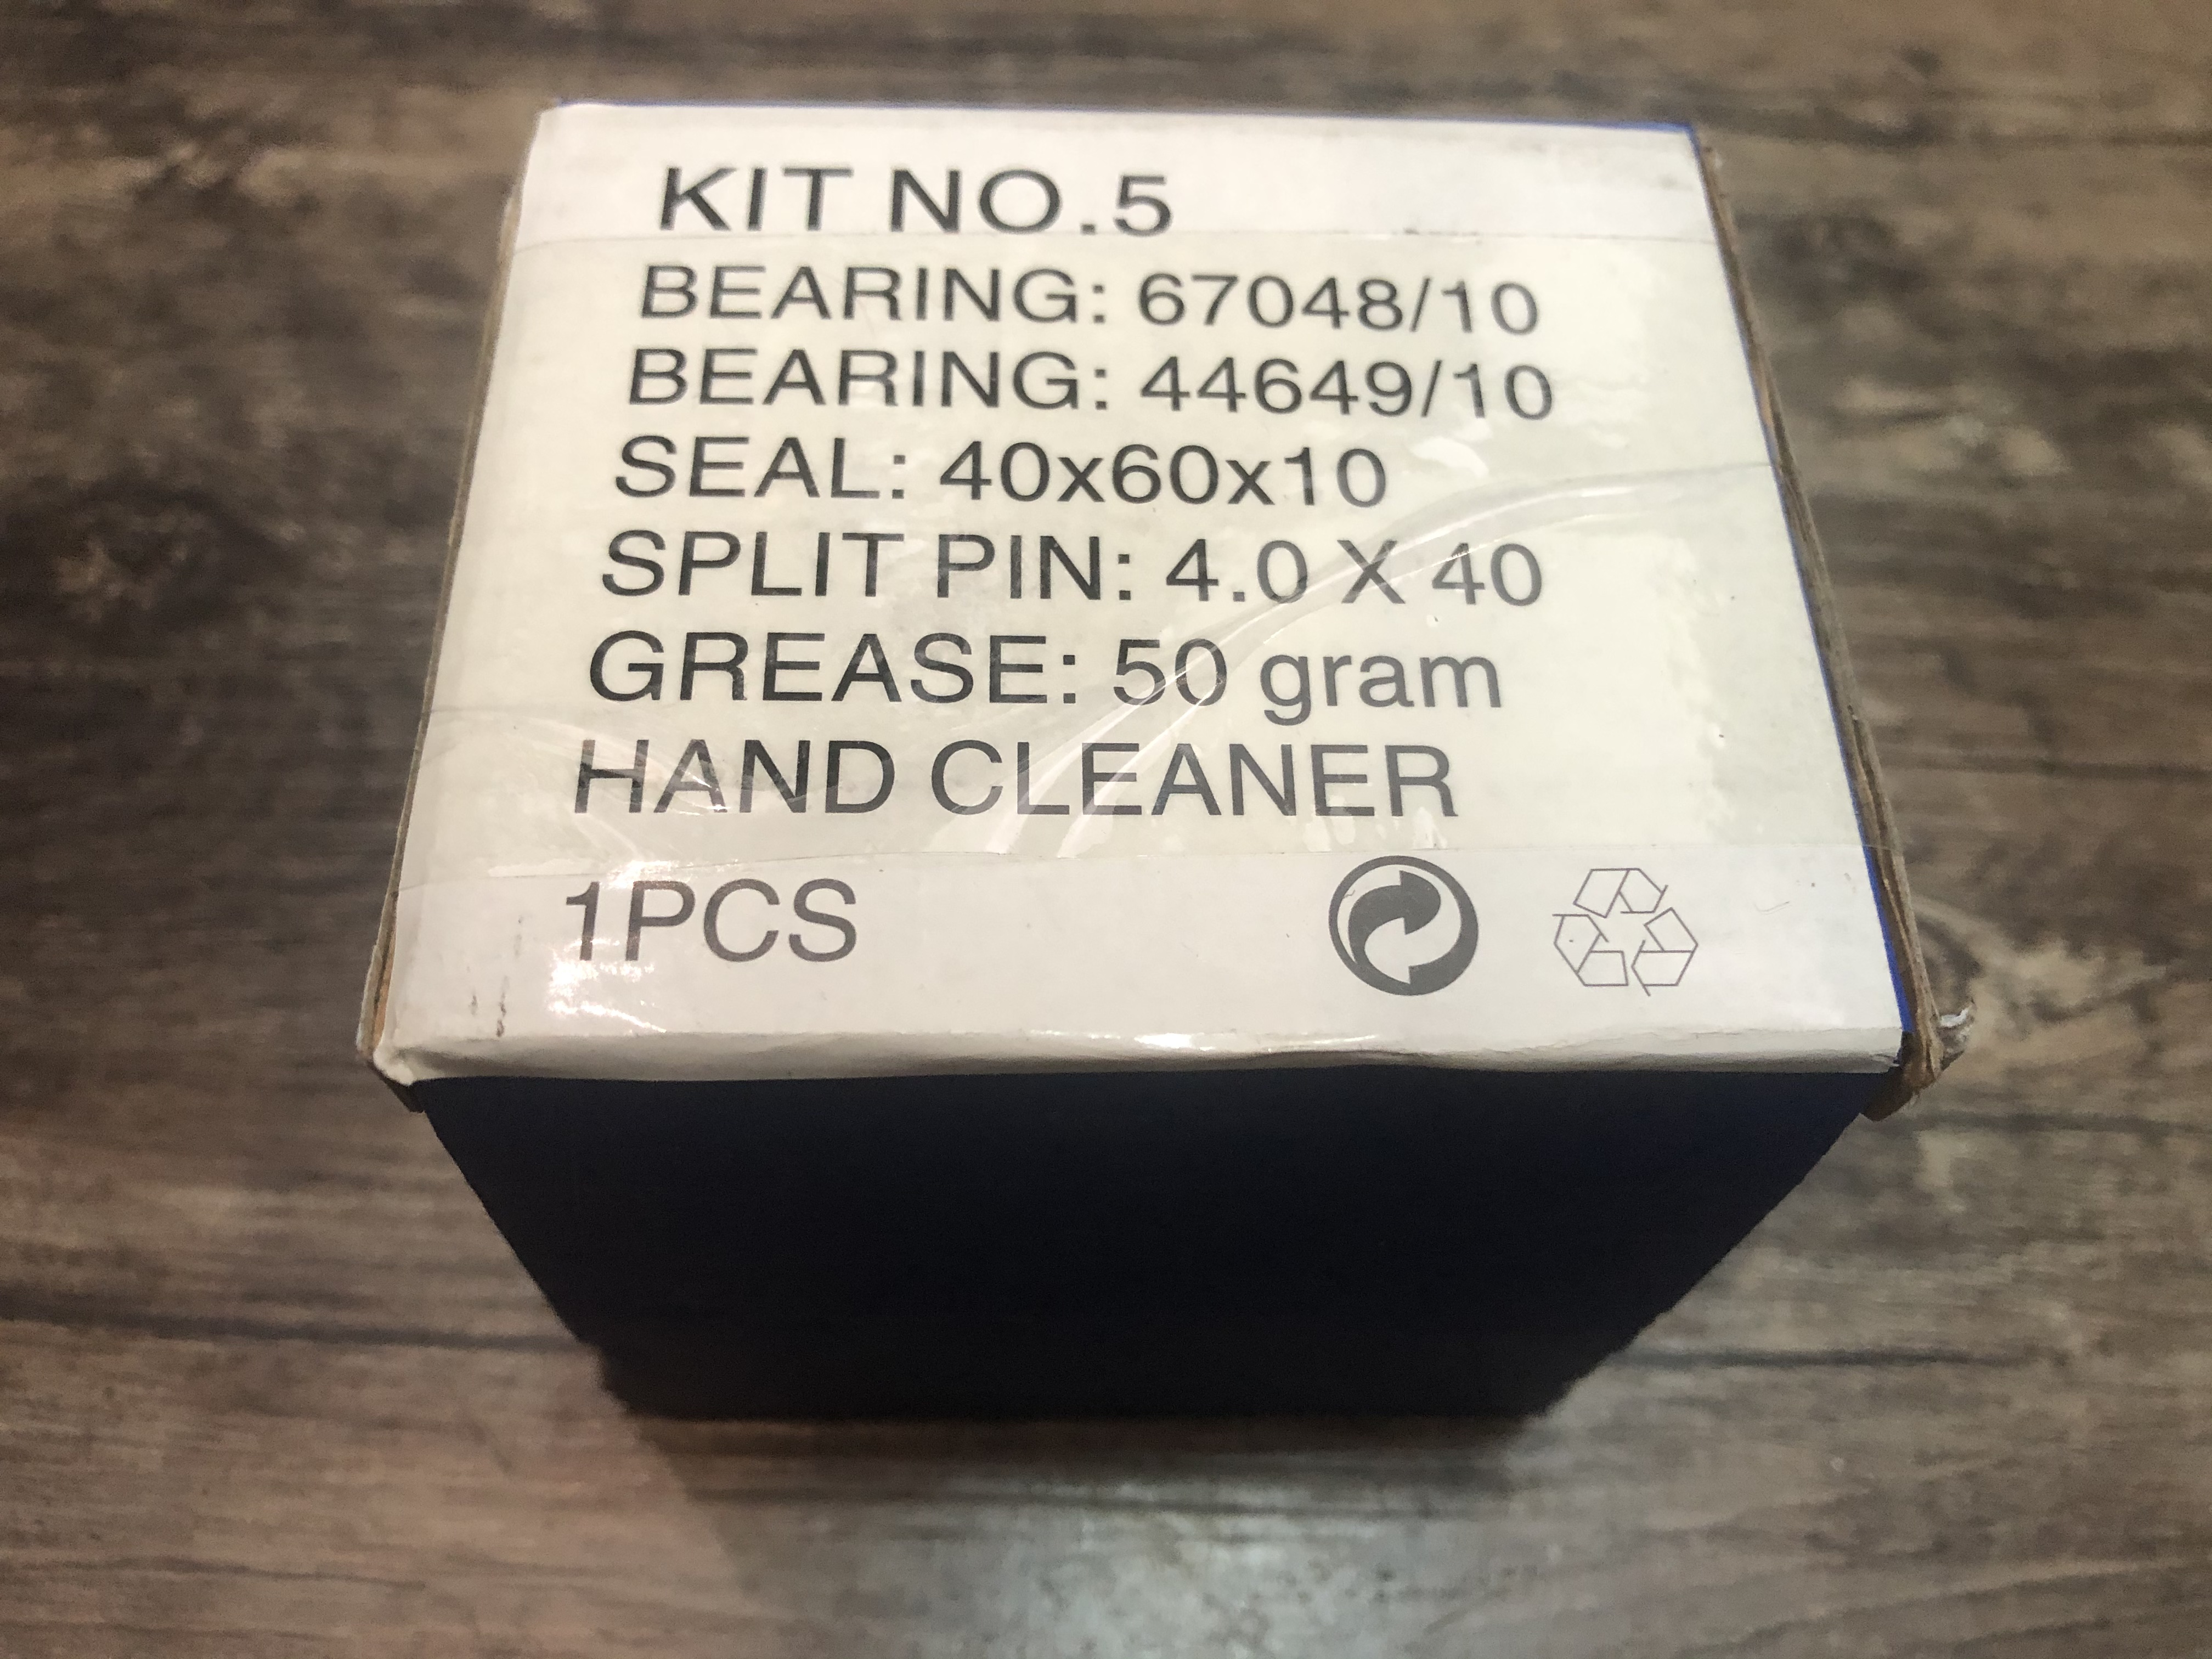 KIT NO.5
BEARING: 67048/10
BEARING: 44649/10
SEAL: 40x60x10
SPLIT PIN: 4.0 X 40
GREASE: 50 gram
HAND CLEANER
1PCS